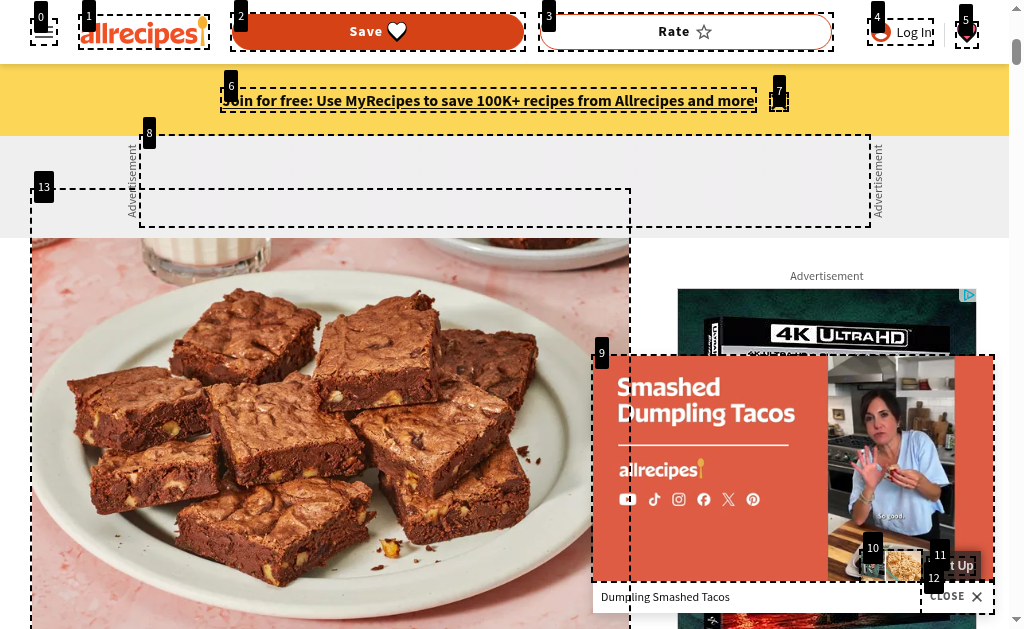 0
1
2
3
4
5
allrecipes
Save
Rate
Log In
6
7
Join for free: Use MyRecipes to save 100K+ recipes from Allrecipes and more
8
Advertisement
Advertisement
13
Advertisement
4K ULTRA HD
9
Smashed
Dumpling Tacos
allrecipes
So good.
10
11
t Up
12
Dumpling Smashed Tacos
CLOSE